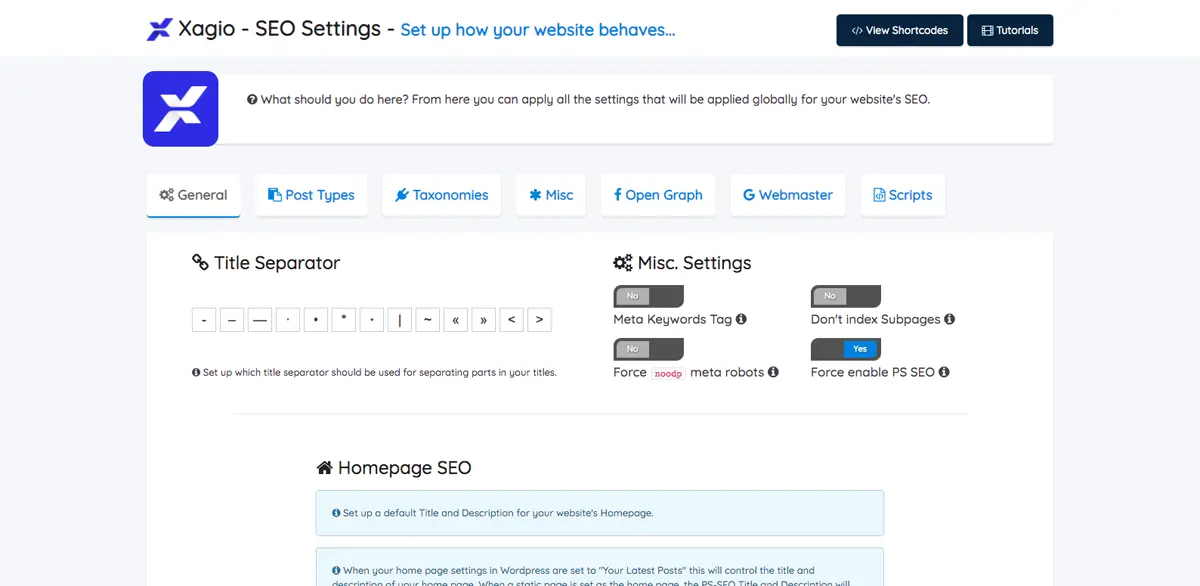 Xagio - SEO Settings - Set up how your website behaves...
View Shortcodes
Tutorials
What should you do here? From here you can apply all the settings that will be applied globally for your website's SEO.
General
Post Types
Taxonomies
Misc
Open Graph
Webmaster
Scripts
Title Separator
- – — · • * ⋆ | ~ « » < >
Set up which title separator should be used for separating parts in your titles.
Misc. Settings
No
Meta Keywords Tag
No
Don't index Subpages
No
Force noodp meta robots
Yes
Force enable PS SEO
Homepage SEO
Set up a default Title and Description for your website's Homepage.
When your home page settings in Wordpress are set to "Your Latest Posts" this will control the title and
description of your home page. When a static page is set as the home page, the PS-SEO Title and Description will